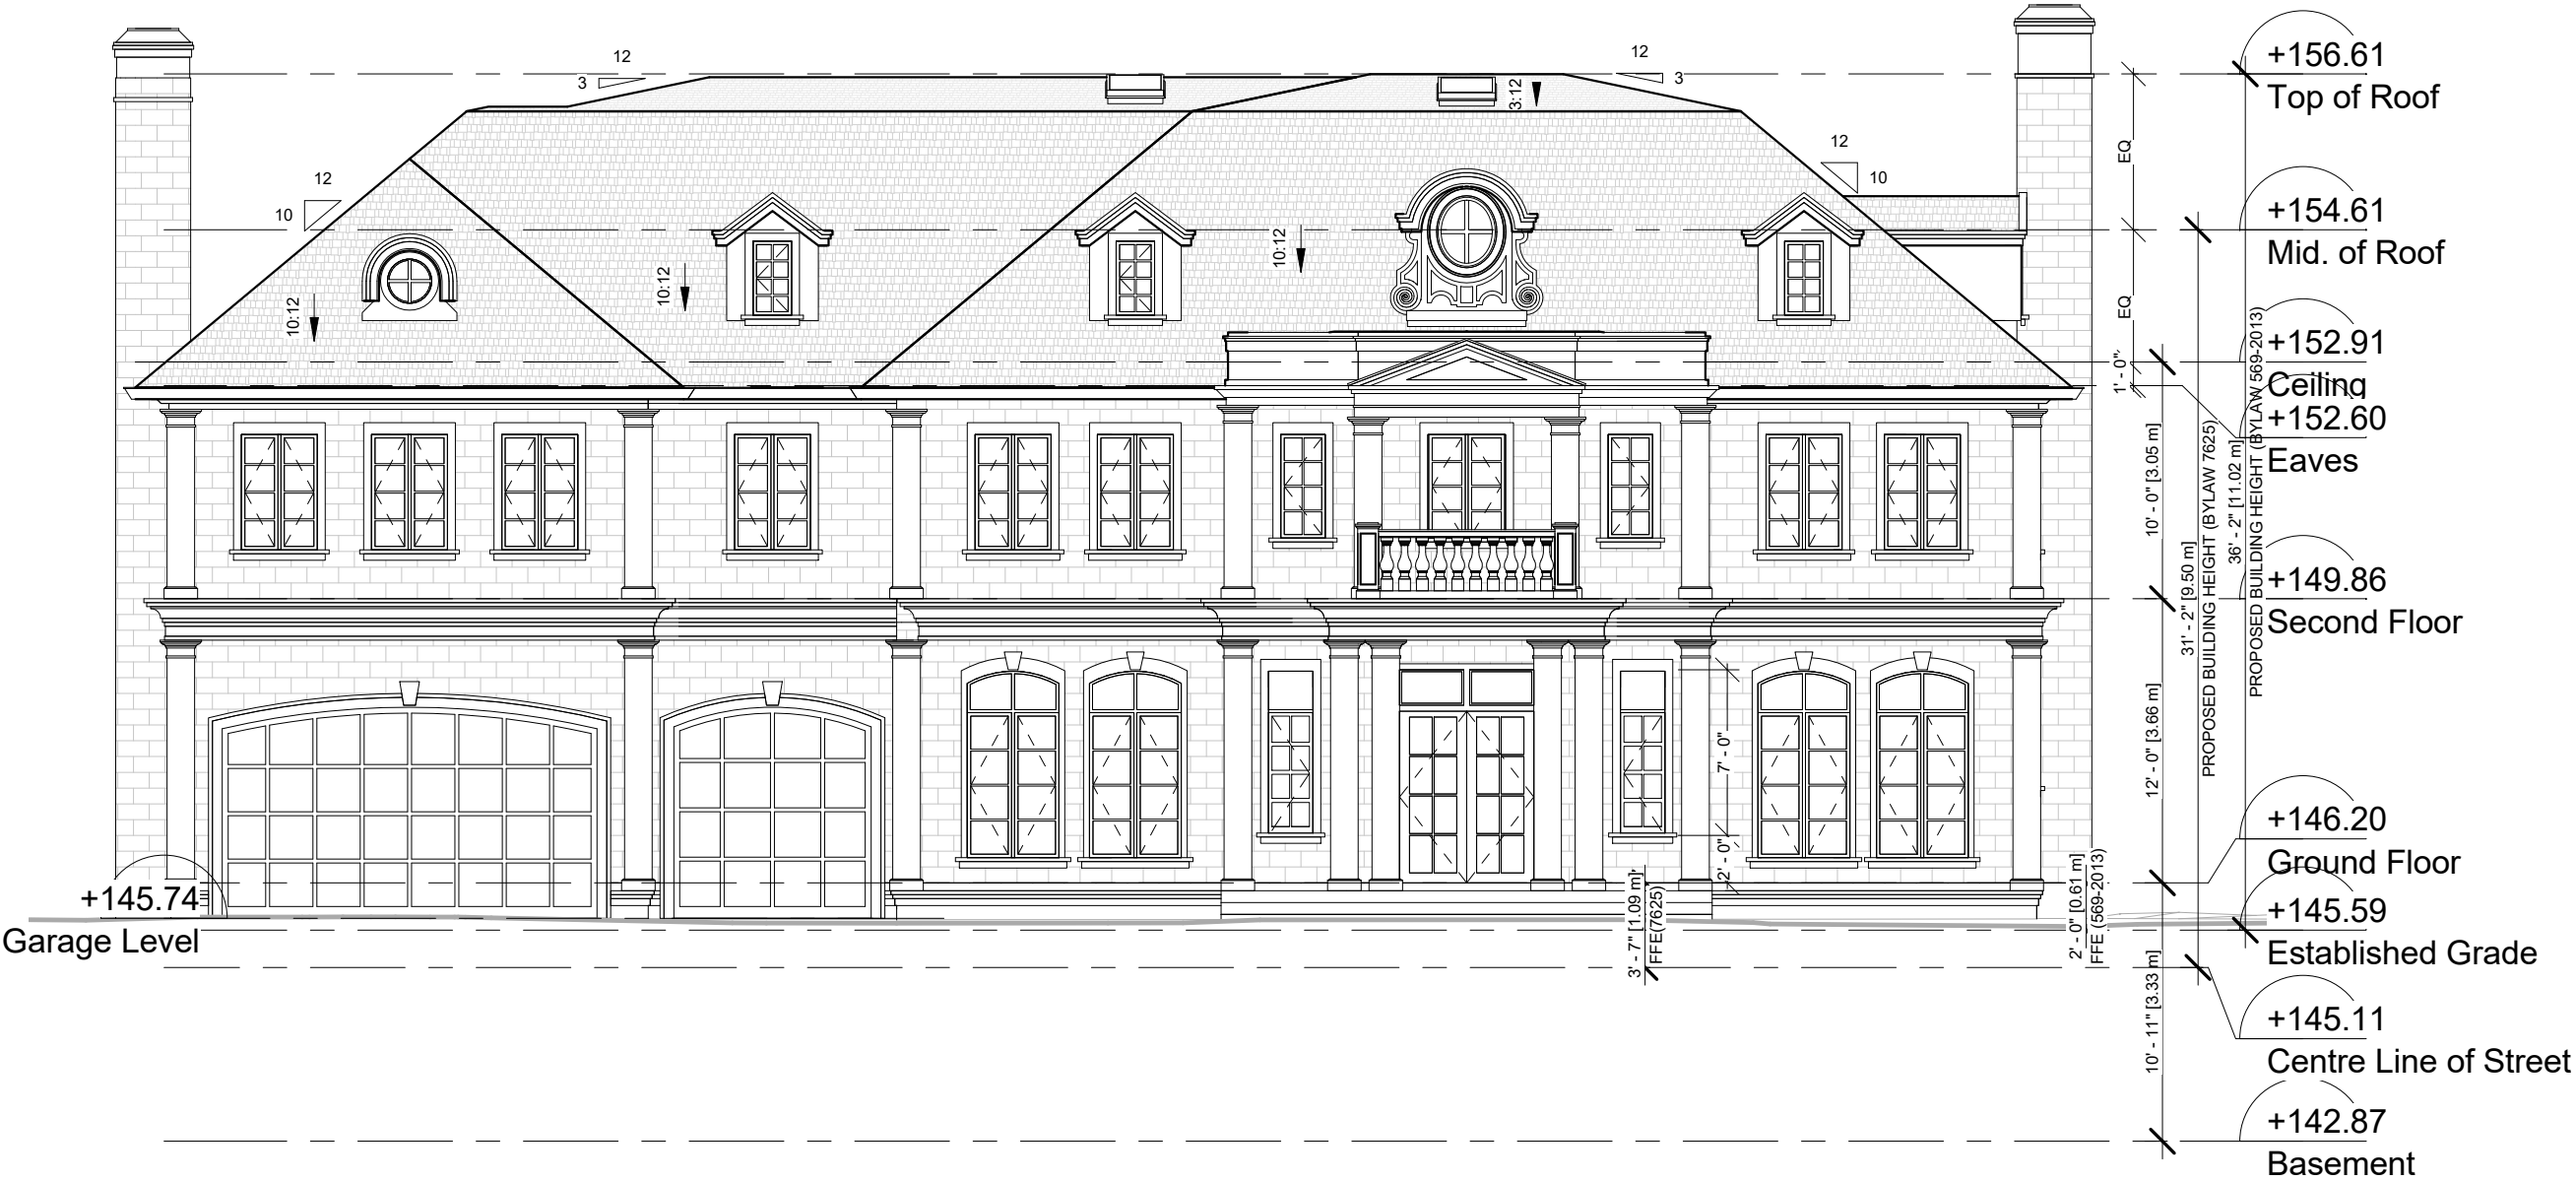 12
3
12
3
3:12
12
10
12
10
10:12
10:12
10:12
+156.61
Top of Roof
EQ
+154.61
Mid. of Roof
EQ
+152.91
Ceiling
1' - 0"
+152.60
Eaves
10' - 0" [3.05 m]
+149.86
Second Floor
31' - 2" [9.50 m]
PROPOSED BUILDING HEIGHT (BYLAW 7625)
36' - 2" [11.02 m]
PROPOSED BUILDING HEIGHT (BYLAW 569-2013)
12' - 0" [3.66 m]
7' - 0"
2' - 0"
+146.20
Ground Floor
+145.74
Garage Level
3' - 7" [1.09 m]
FFE(7625)
2' - 0" [0.61 m]
FFE (569-2013)
+145.59
Established Grade
10' - 11" [3.33 m]
+145.11
Centre Line of Street
+142.87
Basement